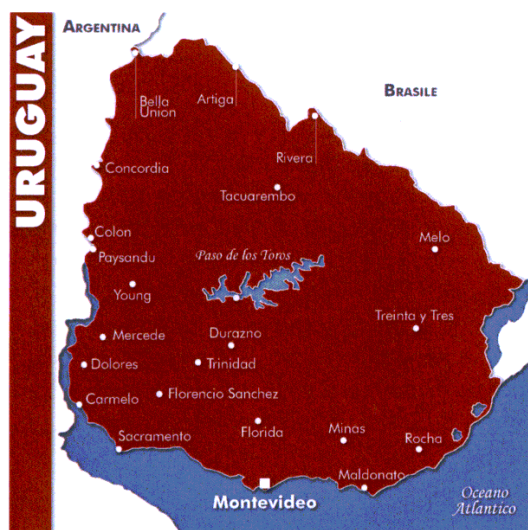 URUGUAY
ARGENTINA
BRASILE
Bella
Union
Artiga
Rivera
Concordia
Tacuarembo
Colon
Melo
Paysandu
Paso de los Toros
Young
Treinta y Tres
Mercede
Durazno
Dolores
Trinidad
Carmelo
Florencio Sanchez
Sacramento
Florida
Minas
Rocha
Maldonato
Montevideo
Oceano
Atlantico